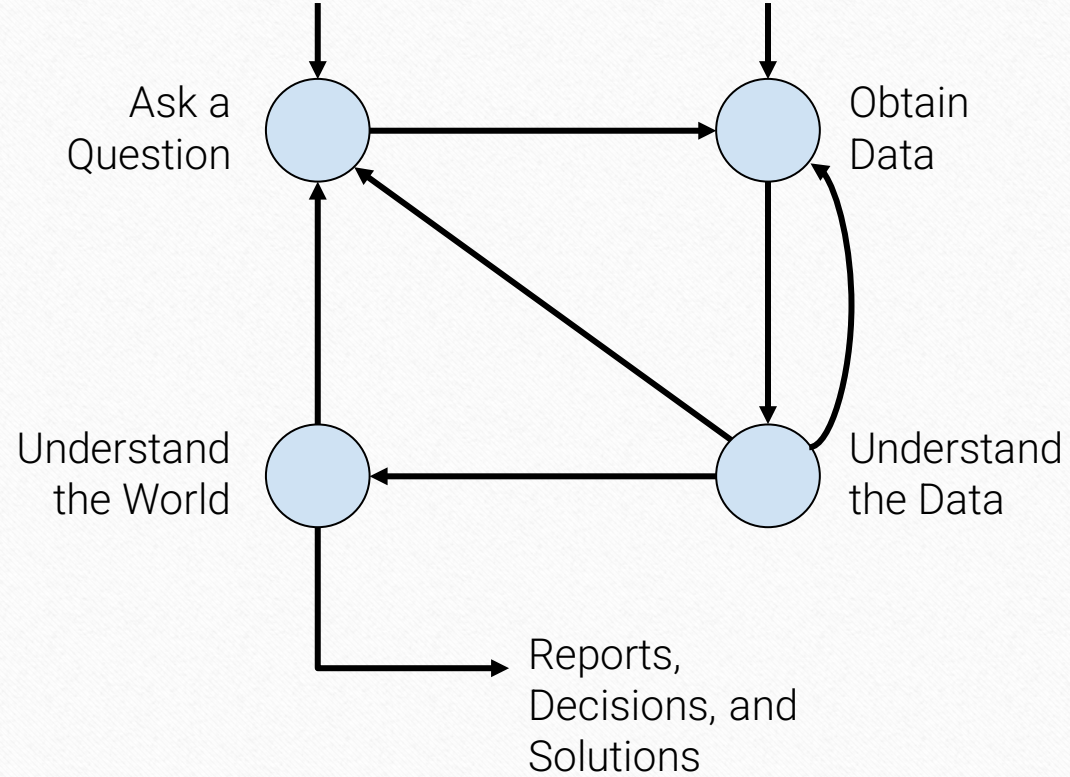 Ask a
Question
Obtain
Data
Understand
the World
Understand
the Data
Reports,
Decisions, and
Solutions